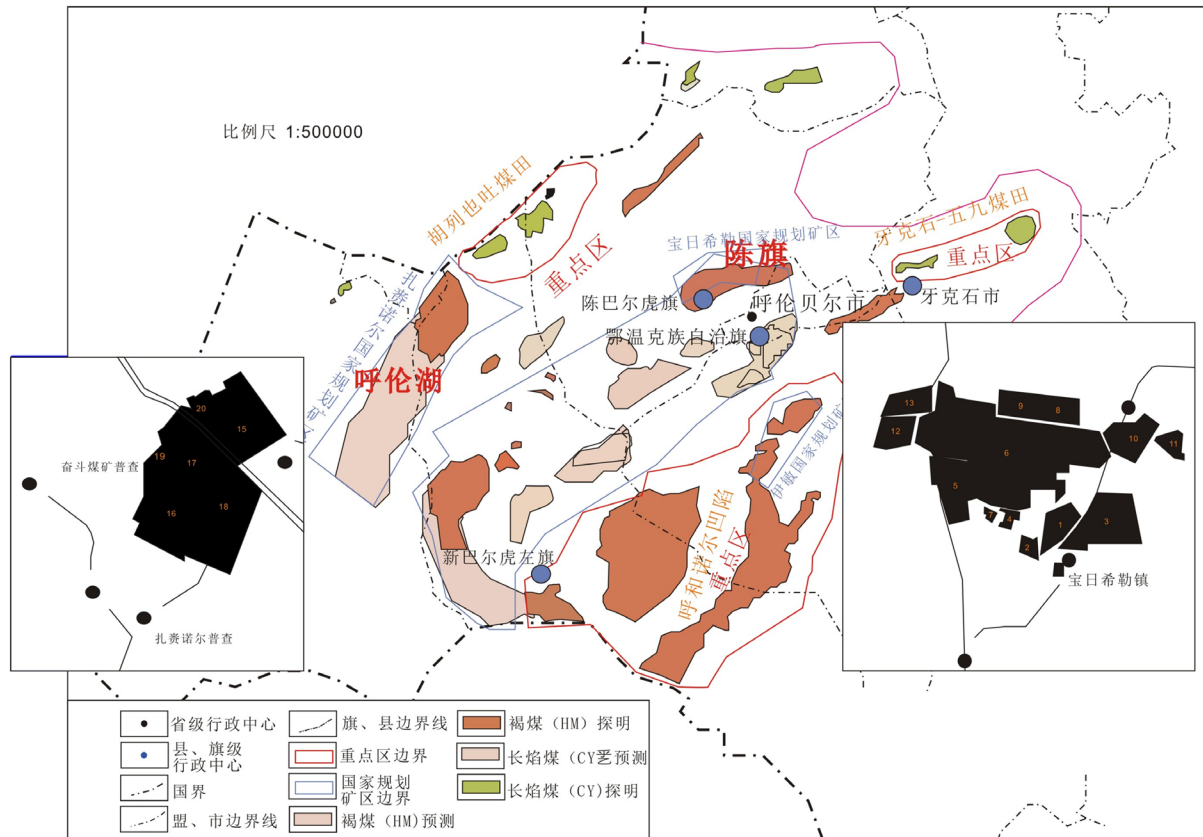 比例尺 1:500000
胡列也吐煤田
重点区
宝日希勒国家规划矿区
陈旗
牙克石-五九煤田
重点区
扎赉诺尔国家规划矿区
呼伦湖
陈巴尔虎旗
呼伦贝尔市
牙克石市
鄂温克族自治旗
伊敏国家规划矿
呼和诺尔凹陷
重点区
新巴尔虎左旗
20
15
奋斗煤矿普查
19
17
16
18
扎赉诺尔普查
13
9
8
12
10
11
6
5
7
4
1
3
2
宝日希勒镇
省级行政中心
旗、县边界线
褐煤（HM）探明
县、旗级
行政中心
重点区边界
长焰煤（CY）预测
国界
国家规划
矿区边界
长焰煤（CY)探明
盟、市边界线
褐煤（HM)预测